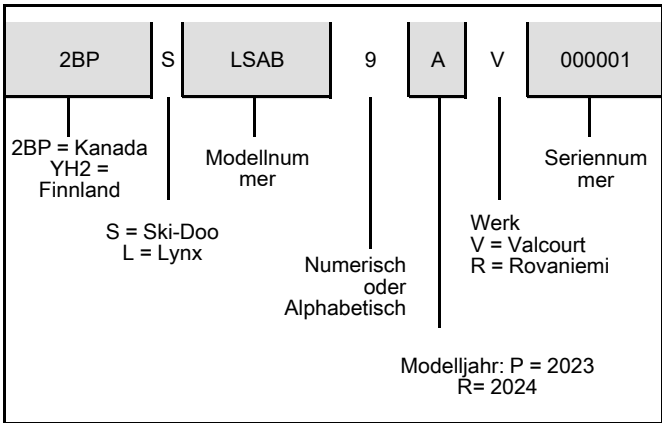 2BP S LSAB 9 A V 000001
2BP = Kanada
YH2 =
Finnland
Modellnum
mer
Seriennum
mer
S = Ski-Doo
L = Lynx
Werk
V = Valcourt
R = Rovaniemi
Numerisch
oder
Alphabetisch
Modelljahr: P = 2023
R= 2024